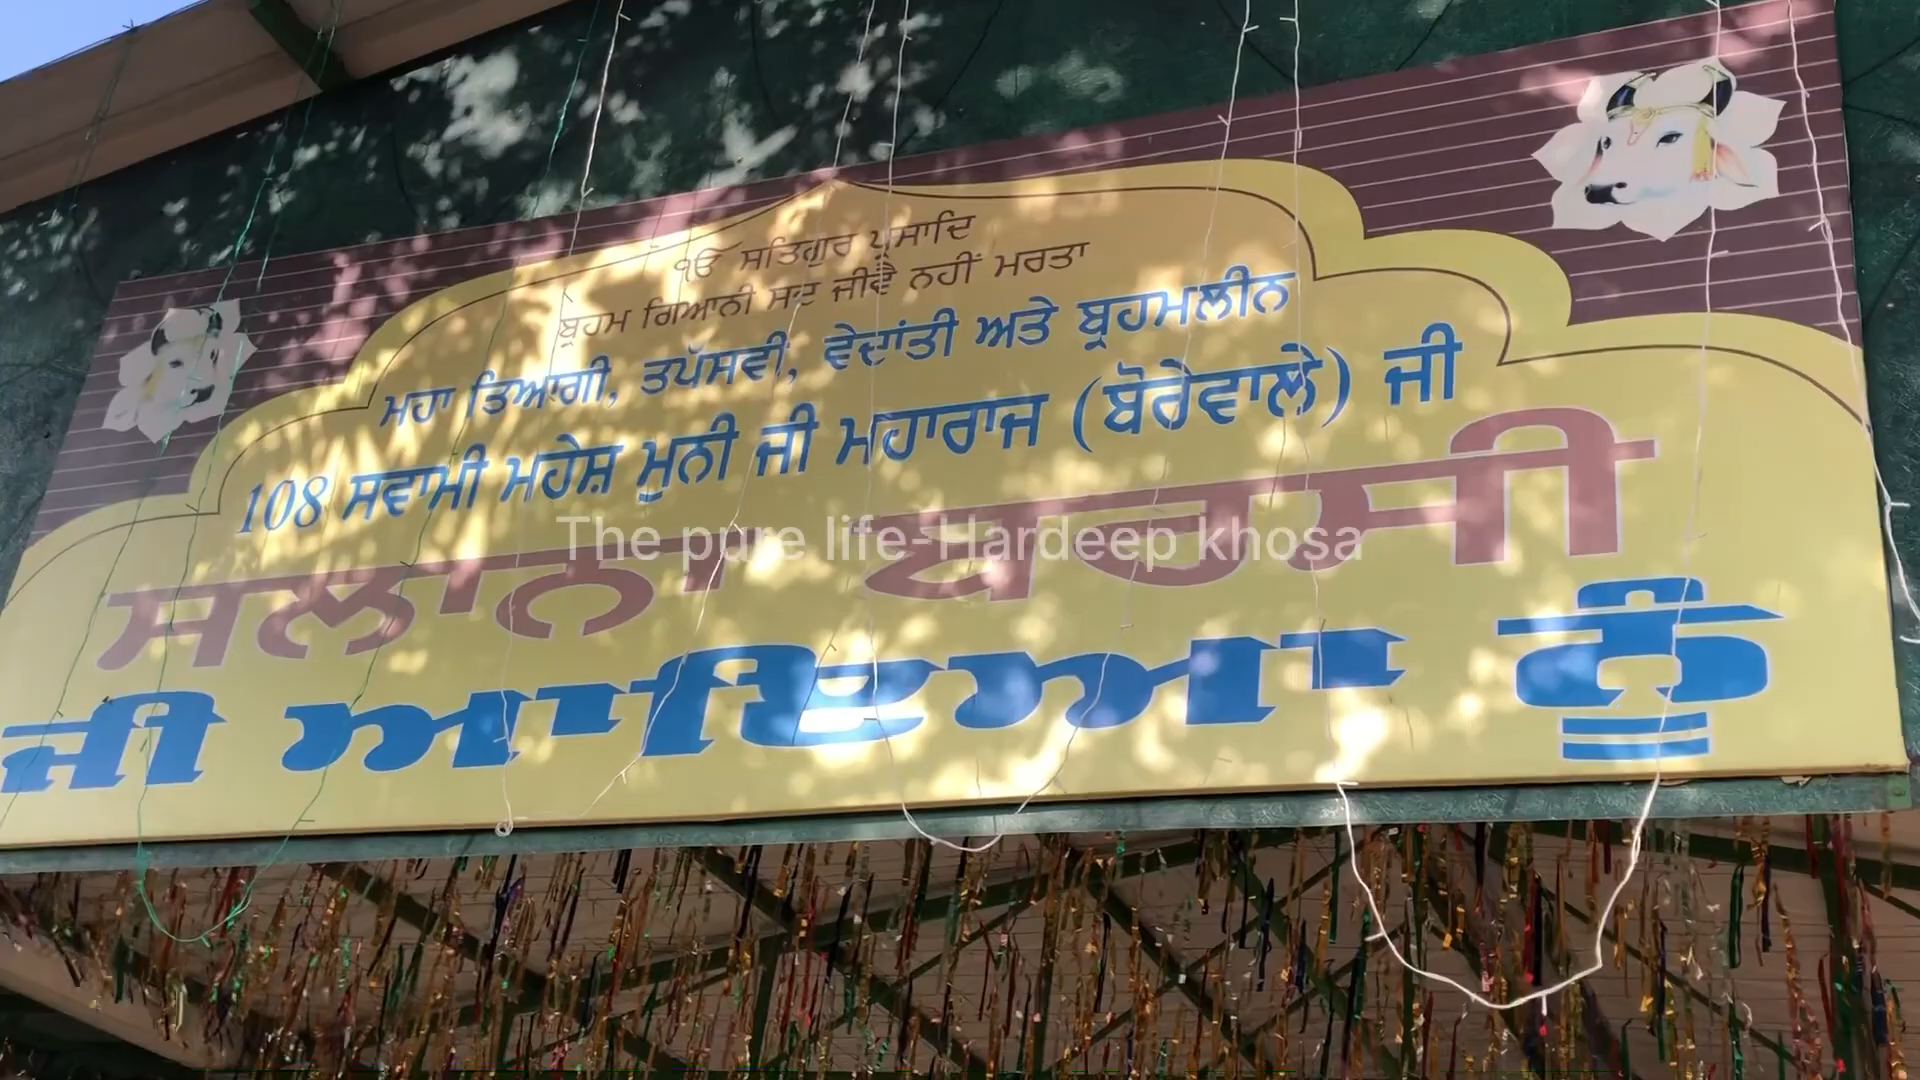 ੴ ਸਤਿਗੁਰ ਪ੍ਰਸਾਦਿ
ਬ੍ਰਹਮ ਗਿਆਨੀ ਸਦ ਜੀਵੈ ਨਹੀਂ ਮਰਤਾ
ਮਹਾ ਤਿਆਗੀ, ਤਪੱਸਵੀ, ਵੇਦਾਂਤੀ ਅਤੇ ਬ੍ਰਹਮਲੀਨ
108 ਸਵਾਮੀ ਮਹੇਸ਼ ਮੁਨੀ ਜੀ ਮਹਾਰਾਜ (ਬੋਰੇਵਾਲੇ) ਜੀ
ਸਲਾਨਾ ਬਰਸੀ
The pure life-Hardeep khosa
ਜੀ ਆਇਆ ਨੂੰ